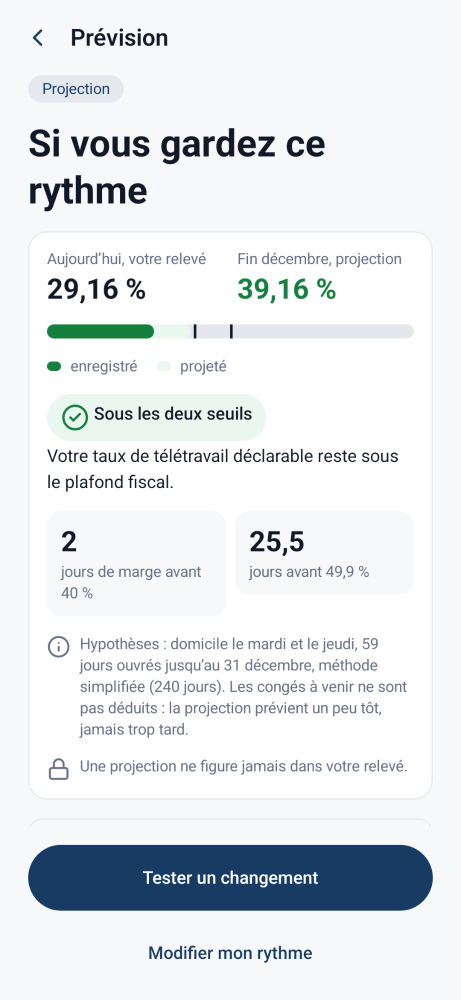 Prévision
Projection
Si vous gardez ce
rythme
Aujourd’hui, votre relevé
29,16 %
Fin décembre, projection
39,16 %
enregistré
projeté
Sous les deux seuils
Votre taux de télétravail déclarable reste sous
le plafond fiscal.
2
jours de marge avant
40 %
25,5
jours avant 49,9 %
Hypothèses : domicile le mardi et le jeudi, 59
jours ouvrés jusqu’au 31 décembre, méthode
simplifiée (240 jours). Les congés à venir ne sont
pas déduits : la projection prévient un peu tôt,
jamais trop tard.
Une projection ne figure jamais dans votre relevé.
Tester un changement
Modifier mon rythme